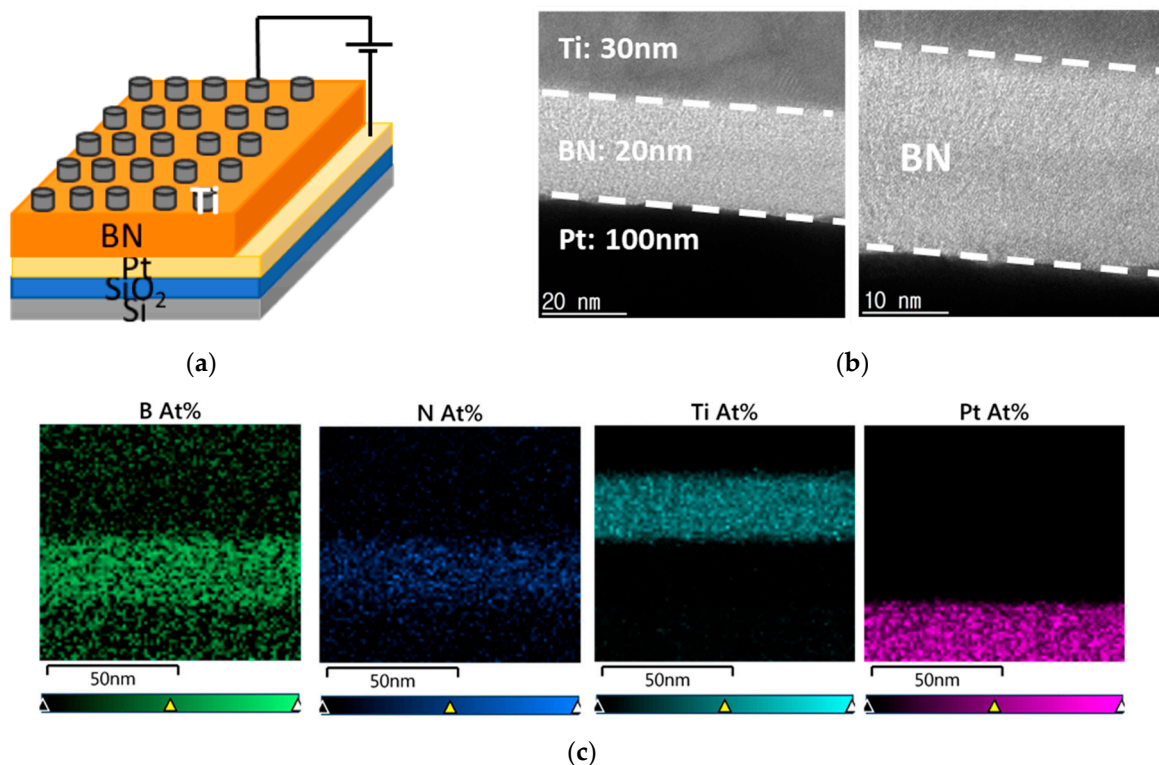 Ti
BN
Pt
SiO2
Si
(a)
Ti: 30nm
BN: 20nm
Pt: 100nm
20 nm
BN
10 nm
(b)
B At%
N At%
Ti At%
Pt At%
50nm
50nm
50nm
50nm
(c)